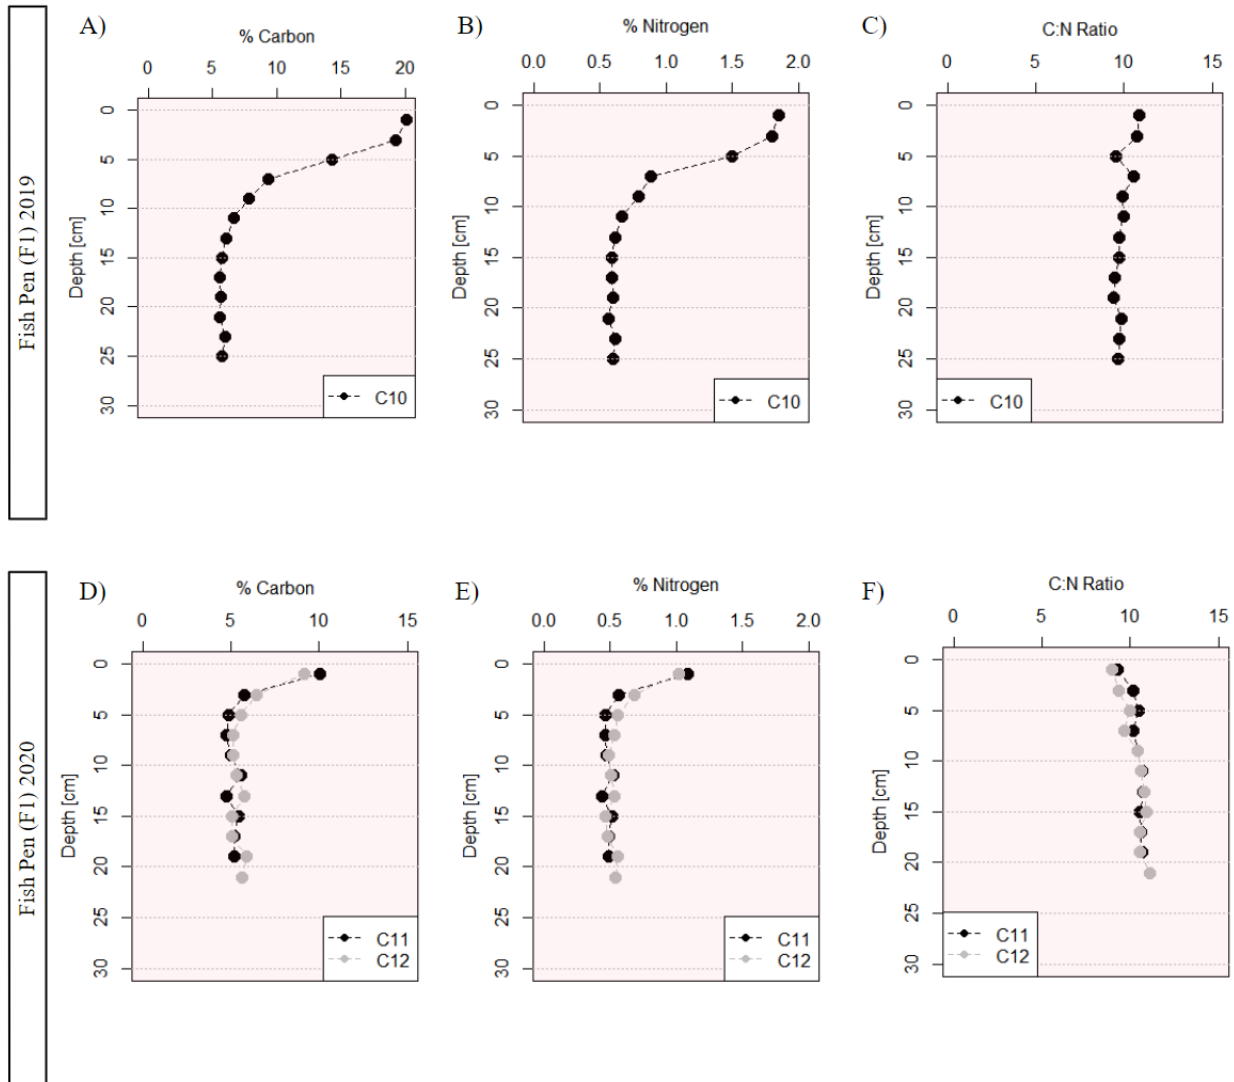 Fish Pen (F1) 2019
A)
% Carbon
0 5 10 15 20
Depth [cm]
0 5 10 15 20 25 30
C10
B)
% Nitrogen
0.0 0.5 1.0 1.5 2.0
Depth [cm]
0 5 10 15 20 25 30
C10
C)
C:N Ratio
0 5 10 15
Depth [cm]
0 5 10 15 20 25 30
C10
Fish Pen (F1) 2020
D)
% Carbon
0 5 10 15
Depth [cm]
0 5 10 15 20 25 30
C11
C12
E)
% Nitrogen
0.0 0.5 1.0 1.5 2.0
Depth [cm]
0 5 10 15 20 25 30
C11
C12
F)
C:N Ratio
0 5 10 15
Depth [cm]
0 5 10 15 20 25 30
C11
C12